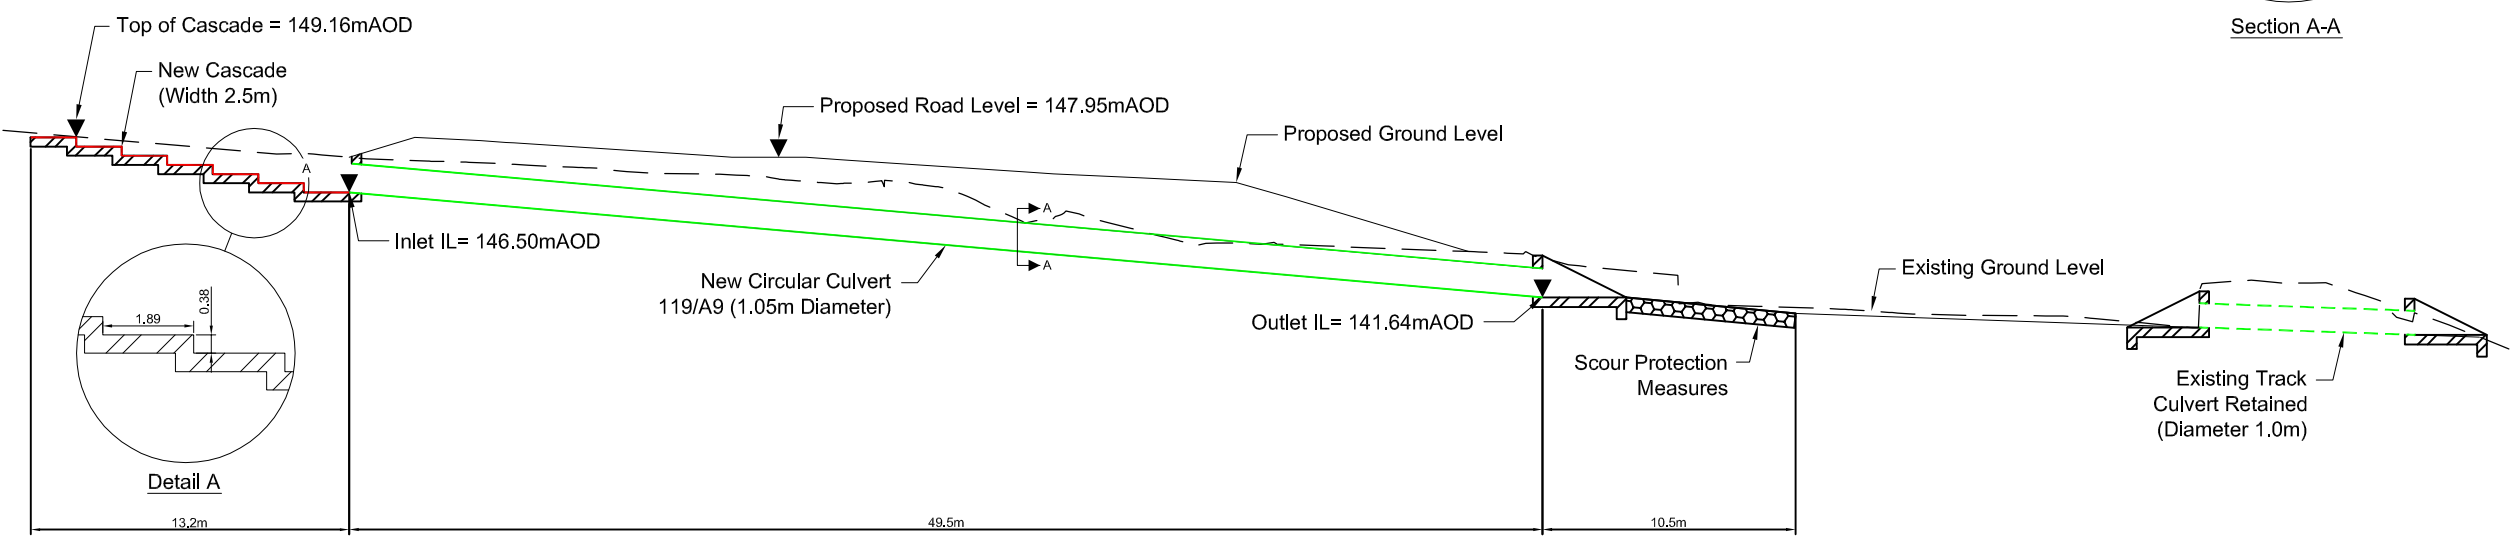 Section A-A
Top of Cascade = 149.16mAOD
New Cascade
(Width 2.5m)
Proposed Road Level = 147.95mAOD
Proposed Ground Level
A
A
A
Inlet IL= 146.50mAOD
New Circular Culvert
119/A9 (1.05m Diameter)
Existing Ground Level
Outlet IL= 141.64mAOD
0.38
1.89
Scour Protection
Measures
Existing Track
Culvert Retained
(Diameter 1.0m)
Detail A
13.2m
49.5m
10.5m